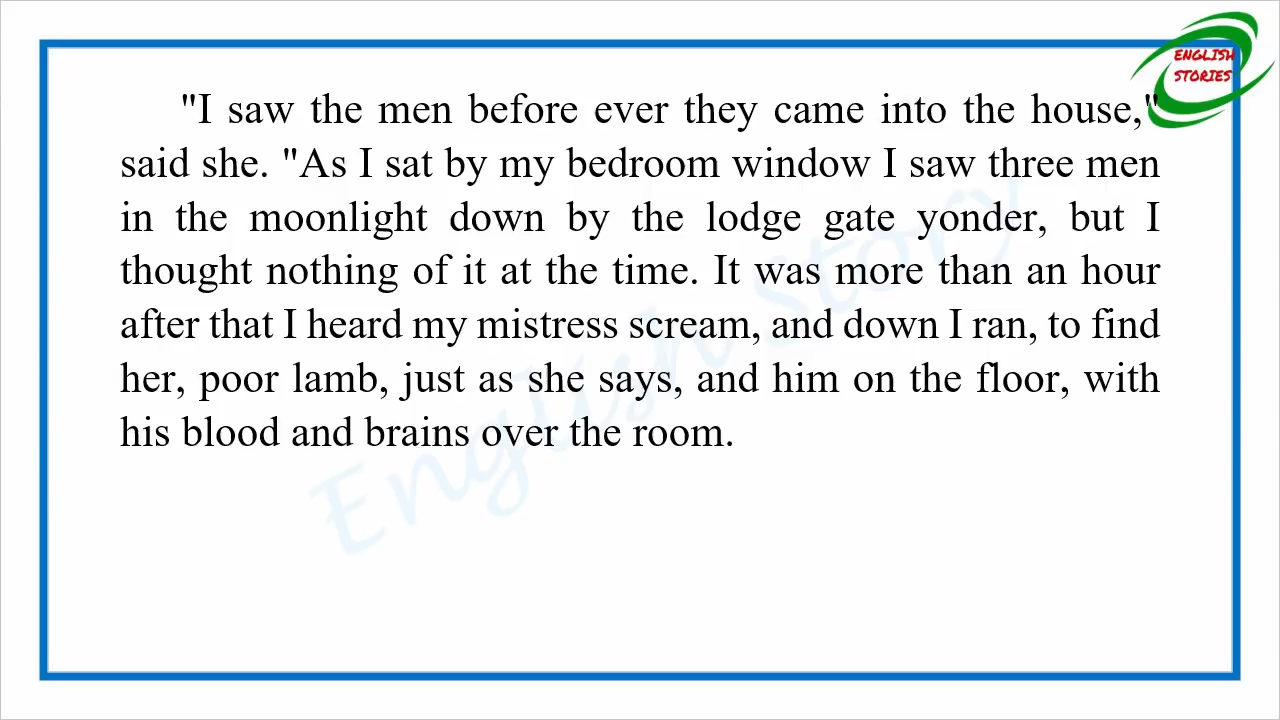 ENGLISH
STORIES
"I saw the men before ever they came into the house,"
said she. "As I sat by my bedroom window I saw three men
in the moonlight down by the lodge gate yonder, but I
thought nothing of it at the time. It was more than an hour
after that I heard my mistress scream, and down I ran, to find
her, poor lamb, just as she says, and him on the floor, with
his blood and brains over the room.
English Story